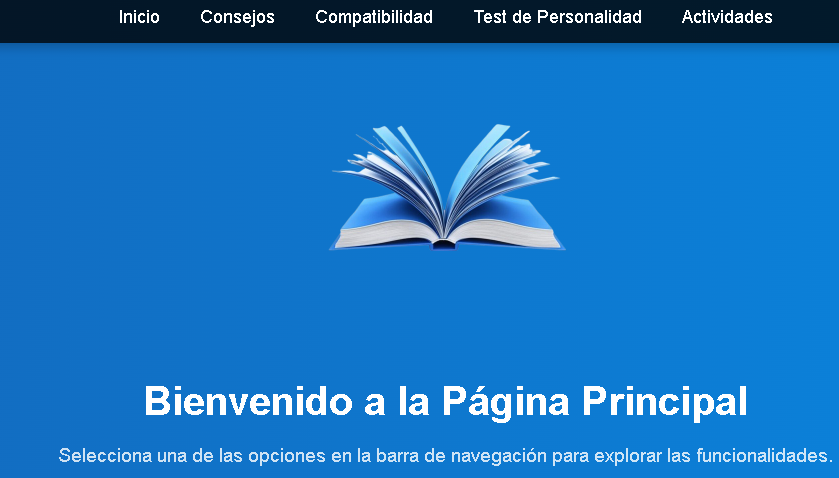 Inicio Consejos Compatibilidad Test de Personalidad Actividades
Bienvenido a la Página Principal
Selecciona una de las opciones en la barra de navegación para explorar las funcionalidades.